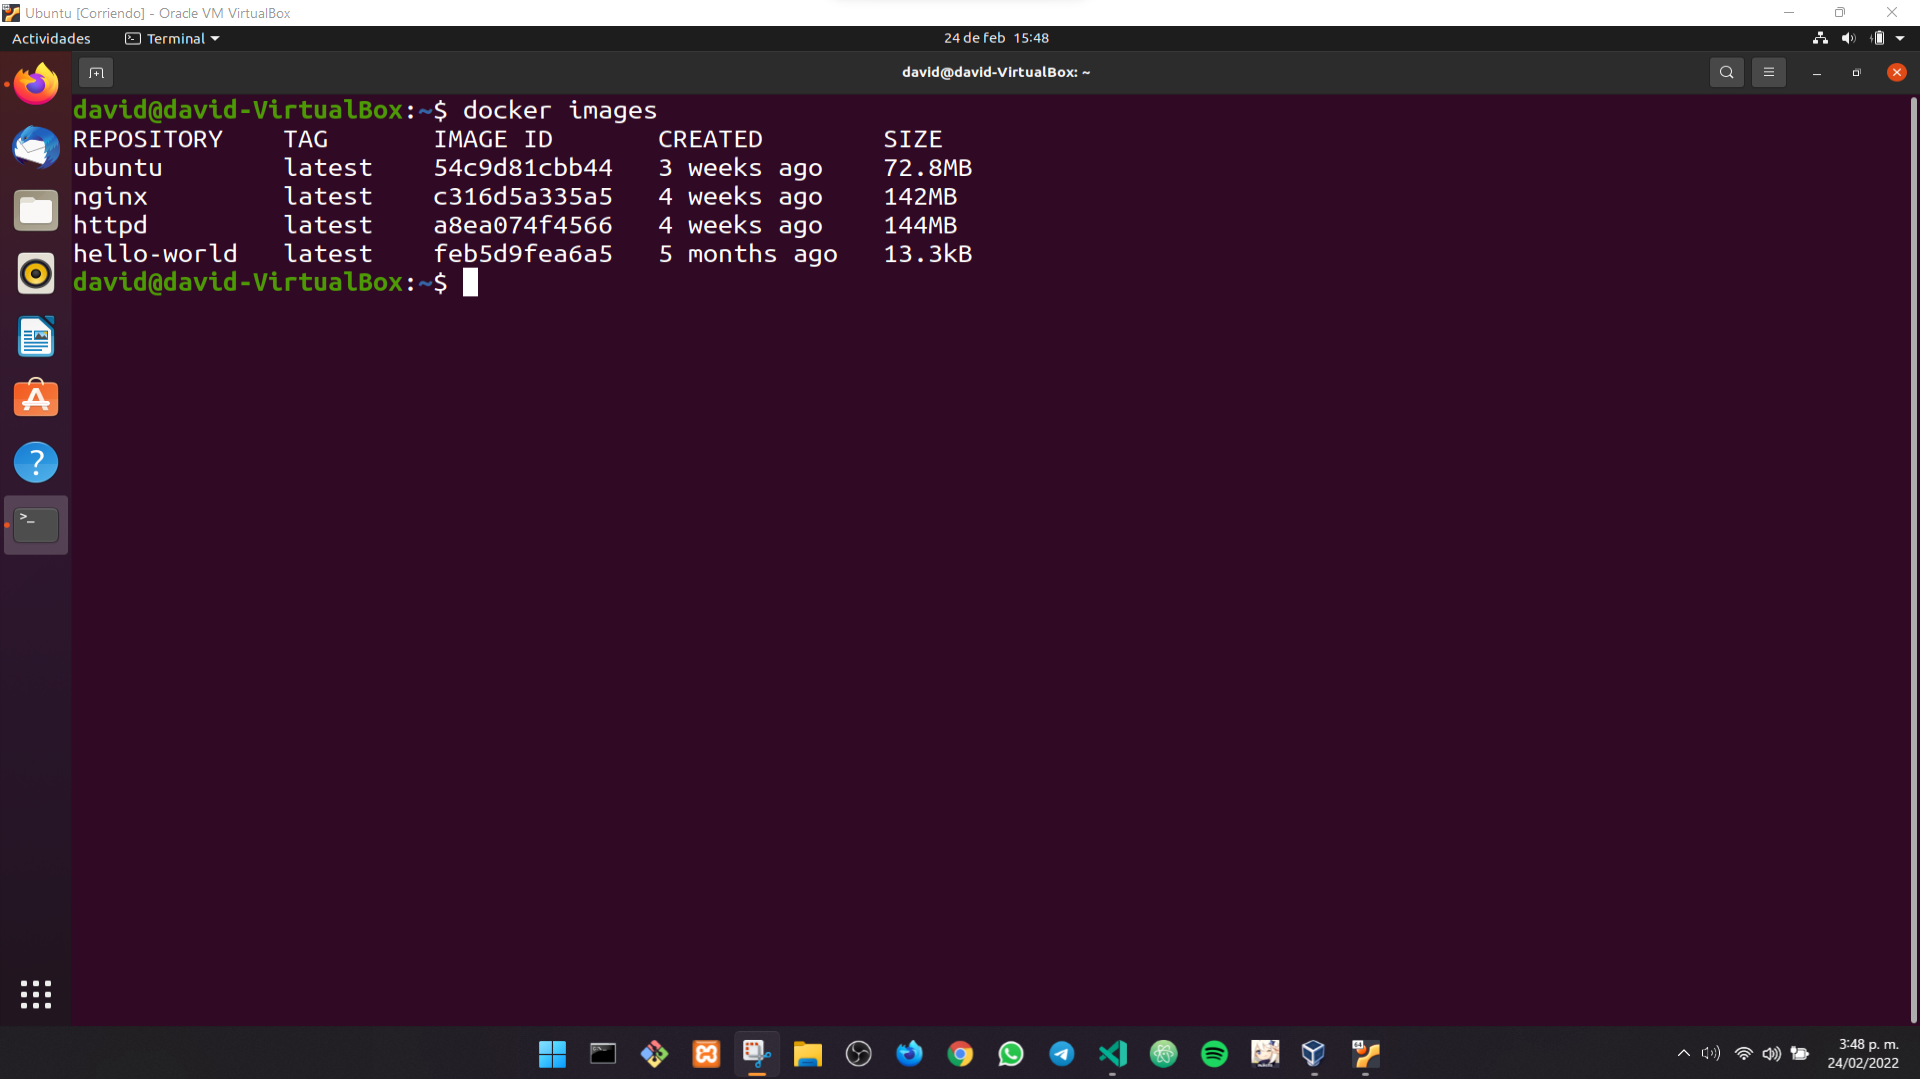 Ubuntu [Corriendo] - Oracle VM VirtualBox
Actividades Terminal 24 de feb 15:48
david@david-VirtualBox: ~
david@david-VirtualBox:~$ docker images
REPOSITORY TAG IMAGE ID CREATED SIZE
ubuntu latest 54c9d81cbb44 3 weeks ago 72.8MB
nginx latest c316d5a335a5 4 weeks ago 142MB
httpd latest a8ea074f4566 4 weeks ago 144MB
hello-world latest feb5d9fea6a5 5 months ago 13.3kB
david@david-VirtualBox:~$
3:48 p. m.
24/02/2022